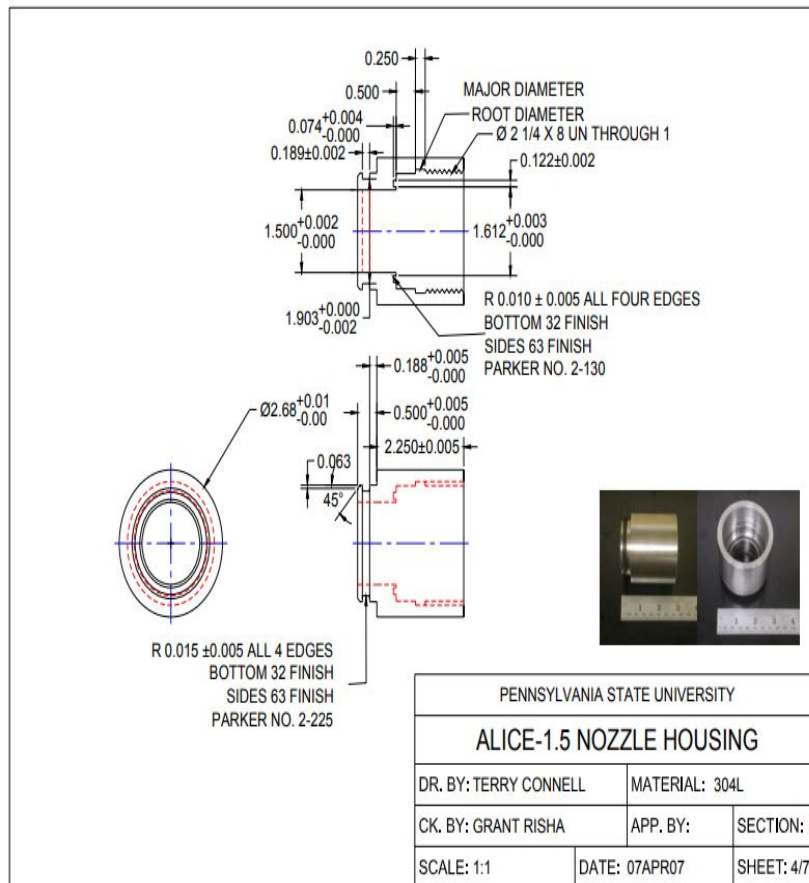 0.250
0.500
MAJOR DIAMETER
ROOT DIAMETER
0.074 +0.004 -0.000
Ø 2 1/4 X 8 UN THROUGH 1
0.189±0.002
0.122±0.002
1.500 +0.002 -0.000
1.612 +0.003 -0.000
1.903 +0.000 -0.002
R 0.010 ± 0.005 ALL FOUR EDGES
BOTTOM 32 FINISH
SIDES 63 FINISH
PARKER NO. 2-130
0.188 +0.005 -0.000
Ø2.68 +0.01 -0.00
0.500 +0.005 -0.000
2.250±0.005
0.063
45°
R 0.015 ±0.005 ALL 4 EDGES
BOTTOM 32 FINISH
SIDES 63 FINISH
PARKER NO. 2-225
PENNSYLVANIA STATE UNIVERSITY
ALICE-1.5 NOZZLE HOUSING
DR. BY: TERRY CONNELL
MATERIAL: 304L
CK. BY: GRANT RISHA
APP. BY:
SECTION:
SCALE: 1:1
DATE: 07APR07
SHEET: 4/7